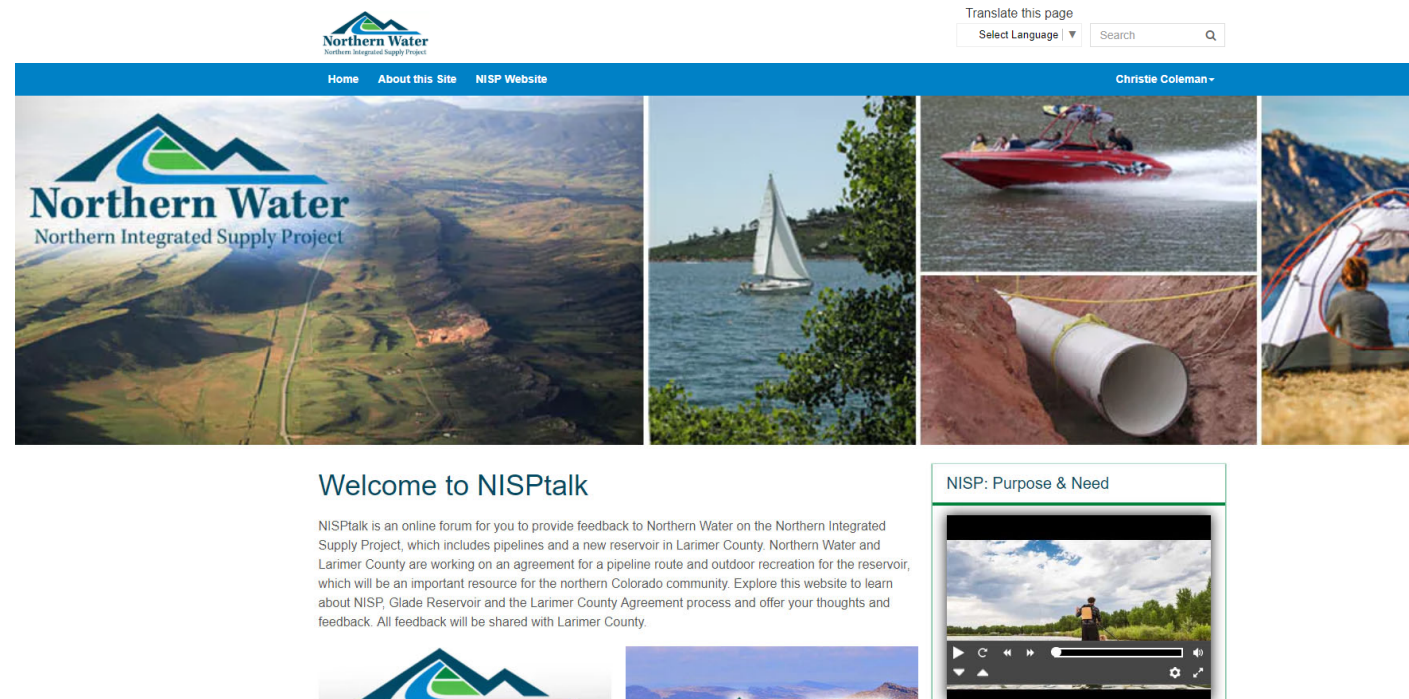 Northern Water
Northern Integrated Supply Project
Translate this page
Select Language ▼
Search
Home About this Site NISP Website
Christie Coleman
Northern Water
Northern Integrated Supply Project
Welcome to NISPtalk
NISPtalk is an online forum for you to provide feedback to Northern Water on the Northern Integrated
Supply Project, which includes pipelines and a new reservoir in Larimer County. Northern Water and
Larimer County are working on an agreement for a pipeline route and outdoor recreation for the reservoir,
which will be an important resource for the northern Colorado community. Explore this website to learn
about NISP, Glade Reservoir and the Larimer County Agreement process and offer your thoughts and
feedback. All feedback will be shared with Larimer County.
NISP: Purpose & Need